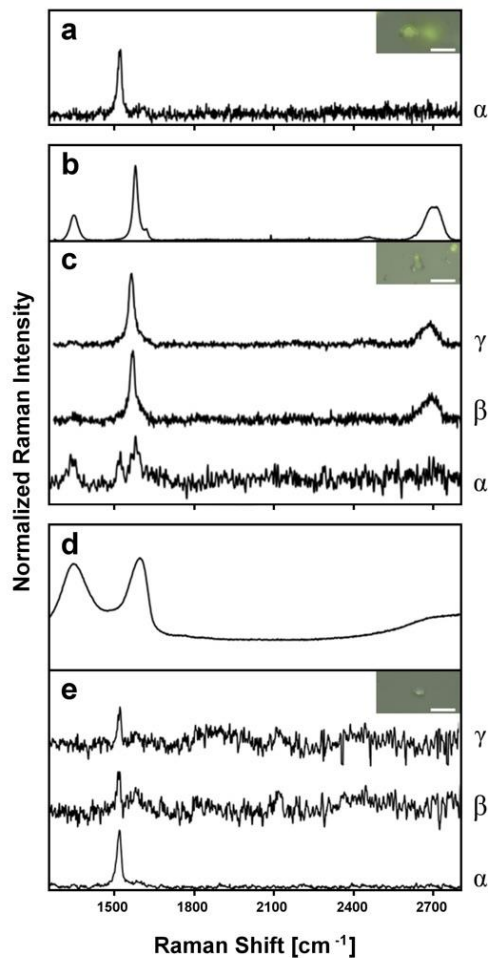 a
α
b
c
γ
β
α
d
e
γ
β
α
Normalized Raman Intensity
1500 1800 2100 2400 2700
Raman Shift [cm -1]